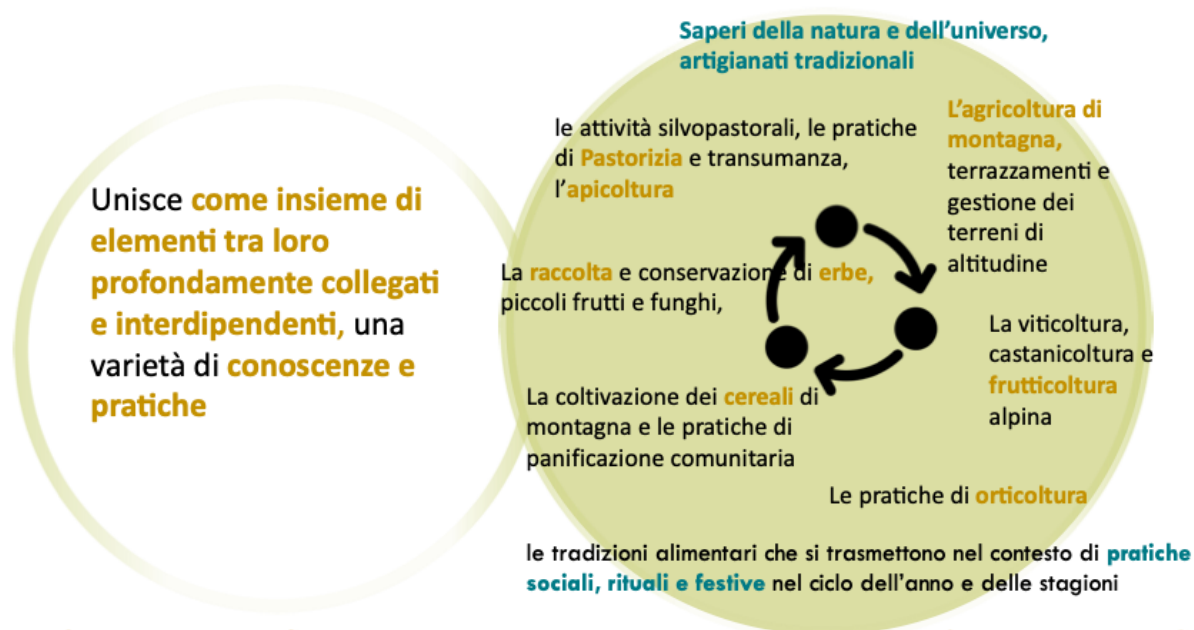 Unisce come insieme di
elementi tra loro
profondamente collegati
e interdipendenti, una
varietà di conoscenze e
pratiche
Saperi della natura e dell'universo,
artigianati tradizionali
le attività silvopastorali, le pratiche
di Pastorizia e transumanza,
l'apicoltura
L'agricoltura di
montagna,
terrazzamenti e
gestione dei
terreni di
altitudine
La raccolta e conservazione di erbe,
piccoli frutti e funghi,
La viticoltura,
castanicoltura e
frutticoltura
alpina
La coltivazione dei cereali di
montagna e le pratiche di
panificazione comunitaria
Le pratiche di orticoltura
le tradizioni alimentari che si trasmettono nel contesto di pratiche
sociali, rituali e festive nel ciclo dell'anno e delle stagioni